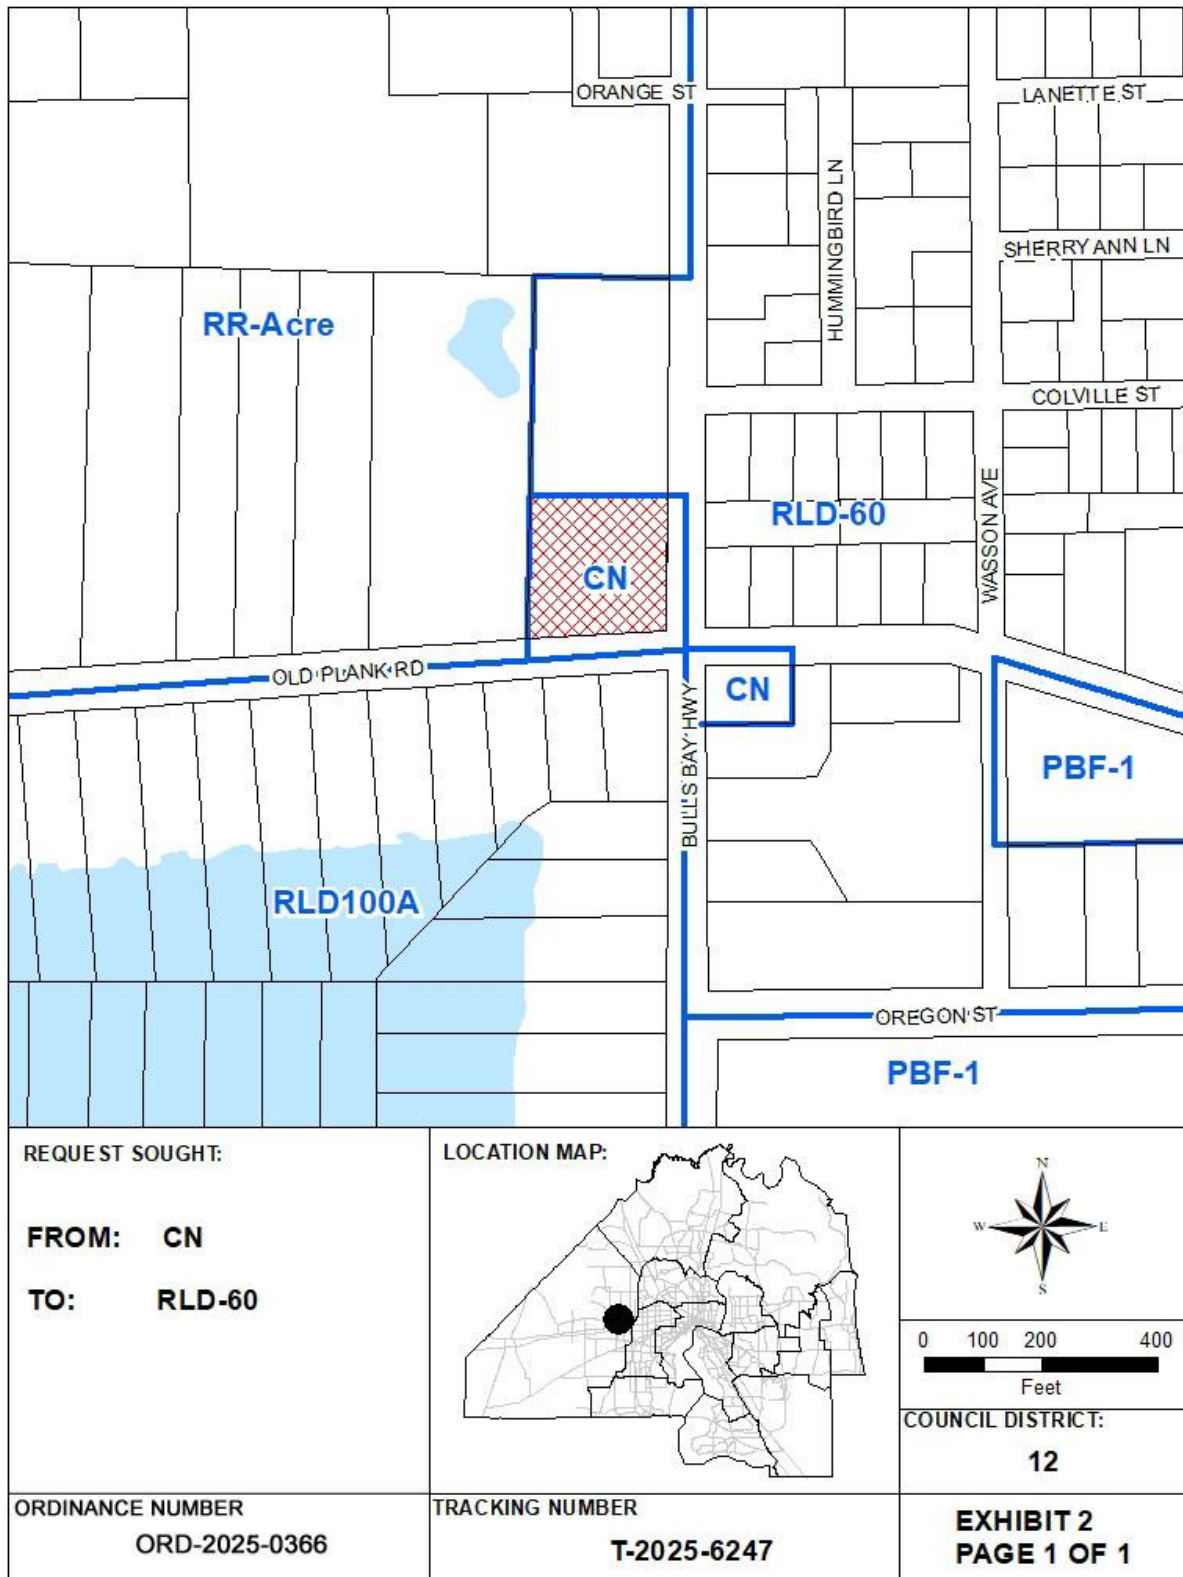 ORANGE ST
LANETTE ST
HUMMINGBIRD LN
SHERRY ANN LN
RR-Acre
COLVILLE ST
WASSON AVE
RLD-60
CN
OLD PLANK RD
CN
BULLS BAY HWY
PBF-1
RLD100A
OREGON ST
PBF-1
REQUEST SOUGHT:
FROM: CN
TO: RLD-60
LOCATION MAP:
N
W E
S
0 100 200 400
Feet
COUNCIL DISTRICT:
12
ORDINANCE NUMBER
ORD-2025-0366
TRACKING NUMBER
T-2025-6247
EXHIBIT 2
PAGE 1 OF 1